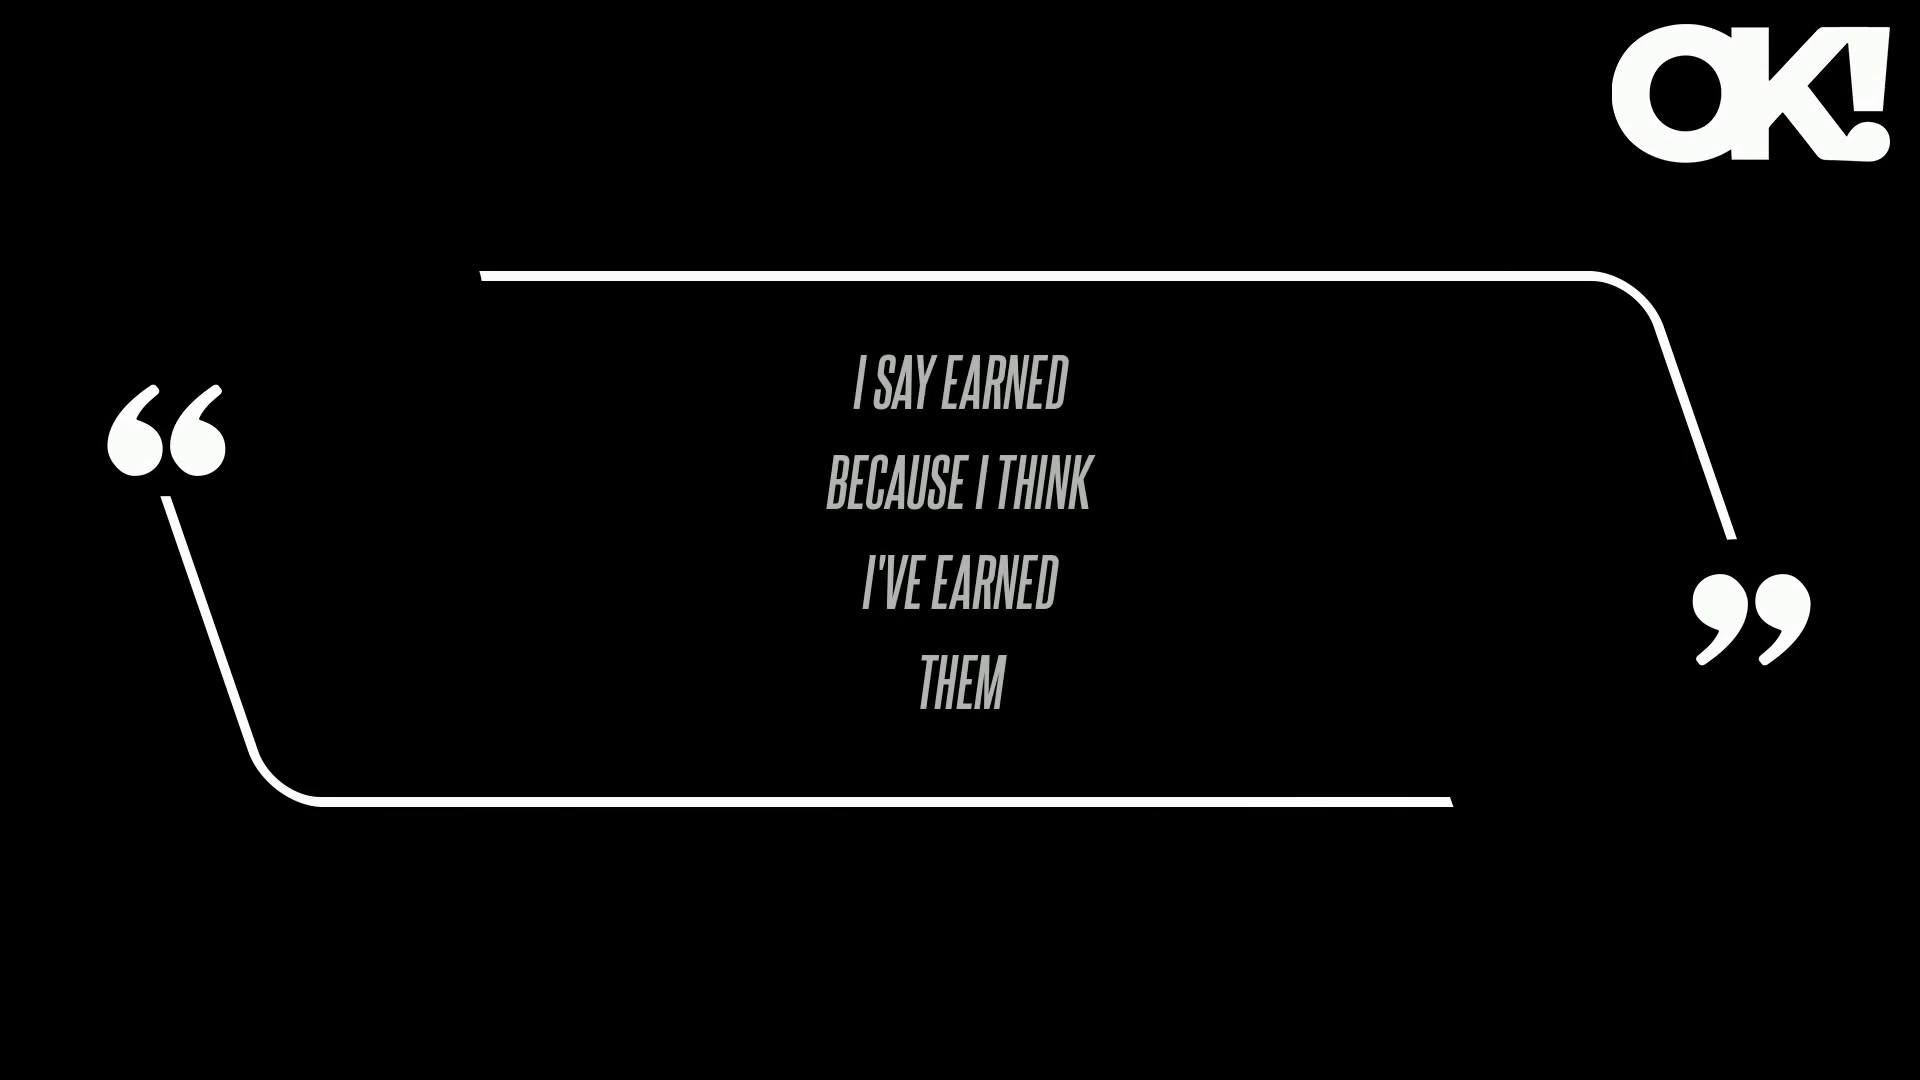 OK!
I SAY EARNED
BECAUSE I THINK
I'VE EARNED
THEM